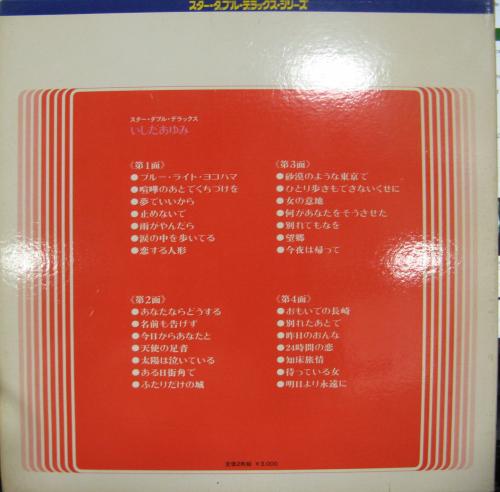 スター・ダブル・デラックス・シリーズ
スター・ダブル・デラックス
いしだあゆみ
〈第1面〉
●ブルー・ライト・ヨコハマ
●喧嘩のあとでくちづけを
●夢でいいから
●止めないで
●雨がやんだら
●涙の中を歩いてる
●恋する人形
〈第2面〉
●あなたならどうする
●名前も告げず
●今日からあなたと
●天使の足音
●太陽は泣いている
●ある日街角で
●ふたりだけの城
〈第3面〉
●砂漠のような東京で
●ひとり歩きもできないくせに
●女の意地
●何があなたをそうさせた
●別れてもなを
●望郷
●今夜は帰って
〈第4面〉
●おもいでの長崎
●別れたあとで
●昨日のおんな
●24時間の恋
●知床旅情
●待っている女
●明日より永遠に
定価2枚組 ¥3,000